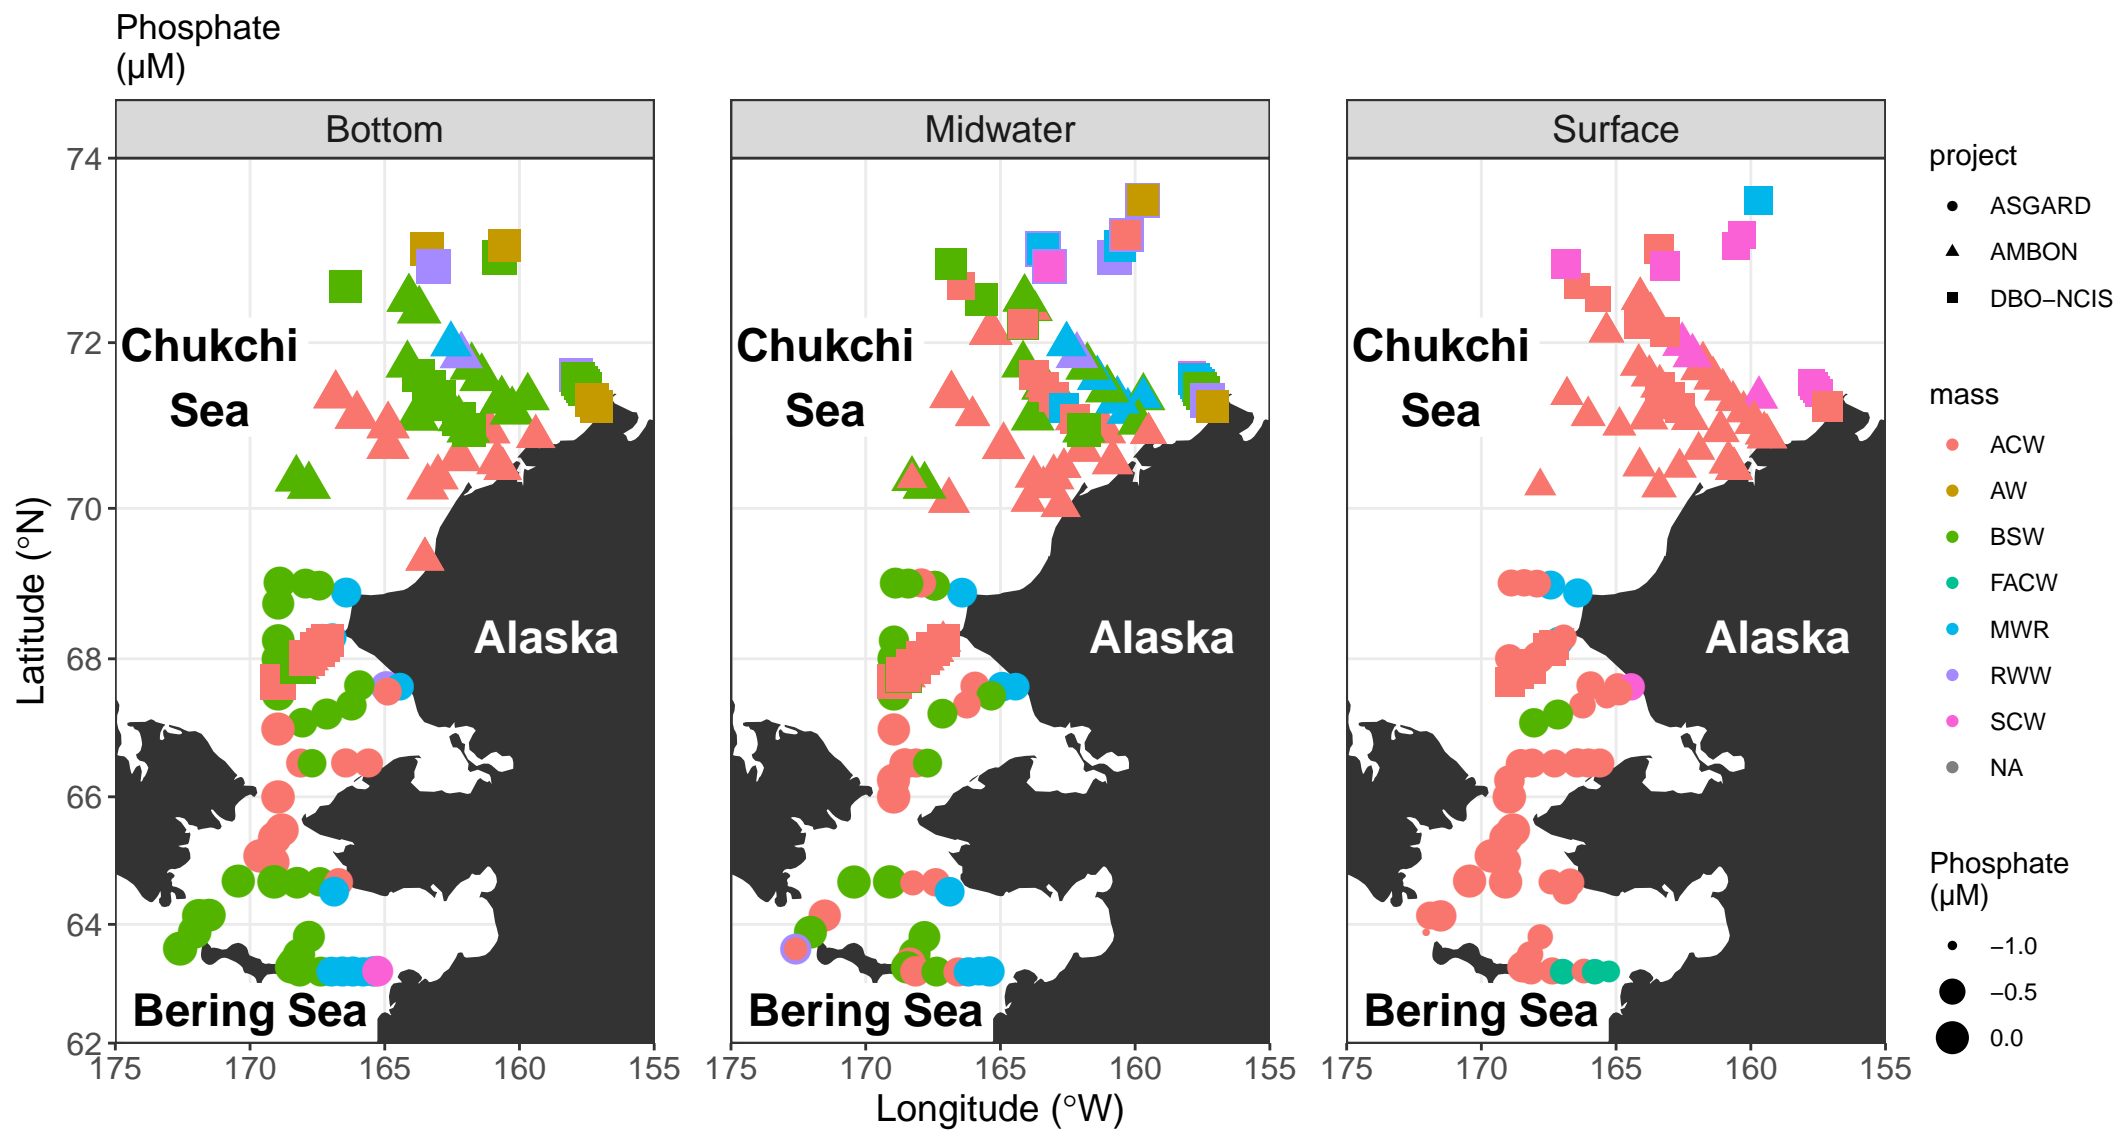 Phosphate
(µM)
Bottom
Midwater
Surface
74
72
70
68
66
64
62
Latitude (°N)
Chukchi
Sea
Alaska
Bering Sea
Chukchi
Sea
Alaska
Bering Sea
Chukchi
Sea
Alaska
Bering Sea
175
170
165
160
155
175
170
165
160
155
175
170
165
160
155
Longitude (°W)
project
ASGARD
AMBON
DBO−NCIS
mass
ACW
AW
BSW
FACW
MWR
RWW
SCW
NA
Phosphate
(µM)
−1.0
−0.5
0.0